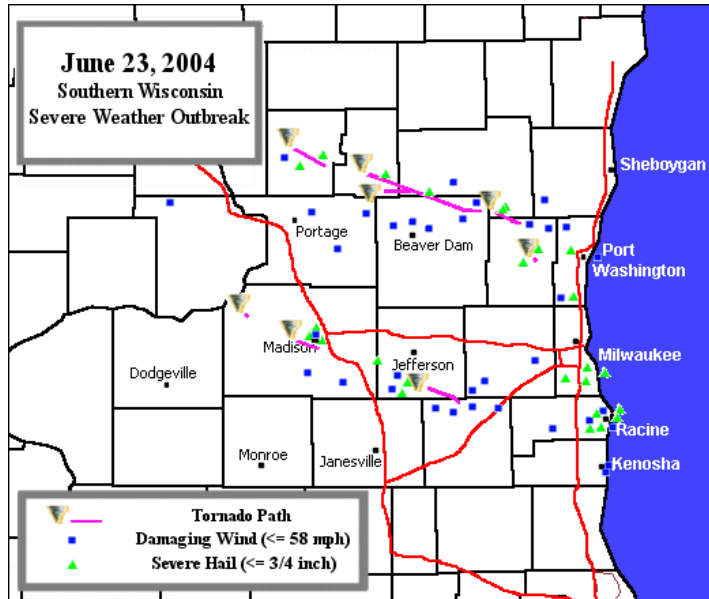 June 23, 2004
Southern Wisconsin
Severe Weather Outbreak
Sheboygan
Portage
Beaver Dam
Port
Washington
Madison
Jefferson
Milwaukee
Dodgeville
Racine
Monroe
Janesville
Kenosha
Tornado Path
Damaging Wind (<= 58 mph)
Severe Hail (<= 3/4 inch)